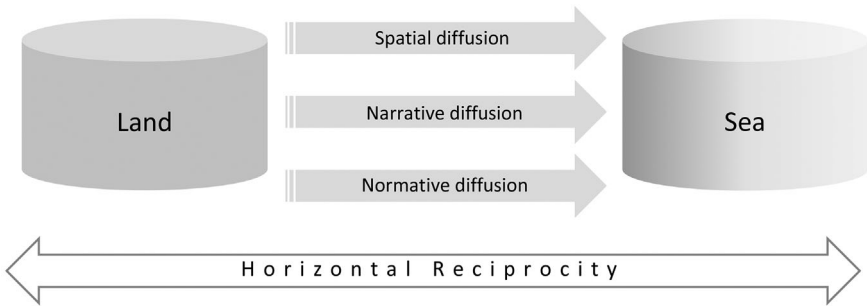 Spatial diffusion
Land
Narrative diffusion
Sea
Normative diffusion
Horizontal Reciprocity